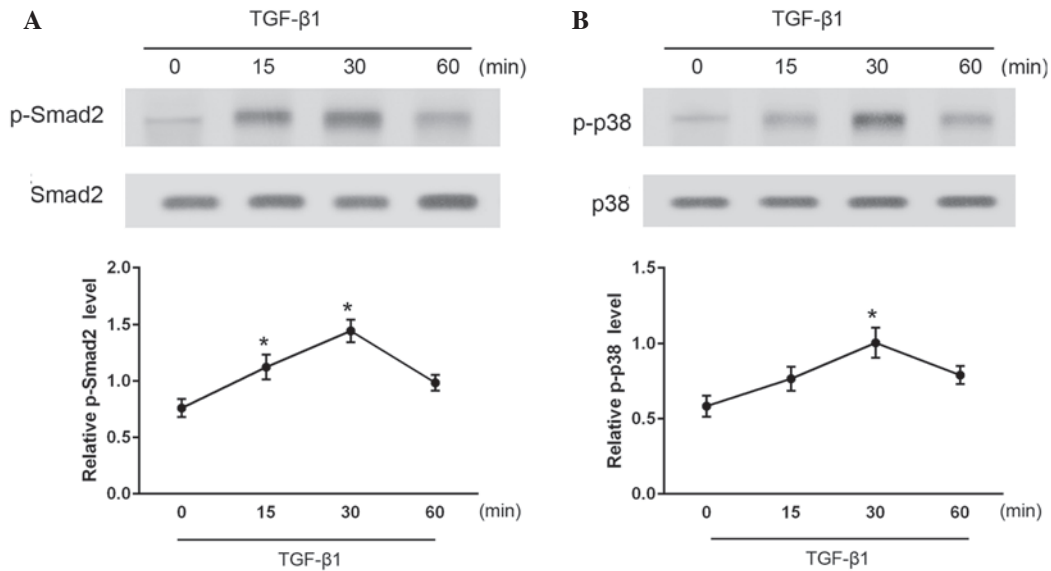 A
TGF-β1
0 15 30 60 (min)
p-Smad2
Smad2
Relative p-Smad2 level
2.0
1.5
1.0
0.5
0.0
0 15 30 60 (min)
TGF-β1
*
*
B
TGF-β1
0 15 30 60 (min)
p-p38
p38
Relative p-p38 level
1.5
1.0
0.5
0.0
0 15 30 60 (min)
TGF-β1
*